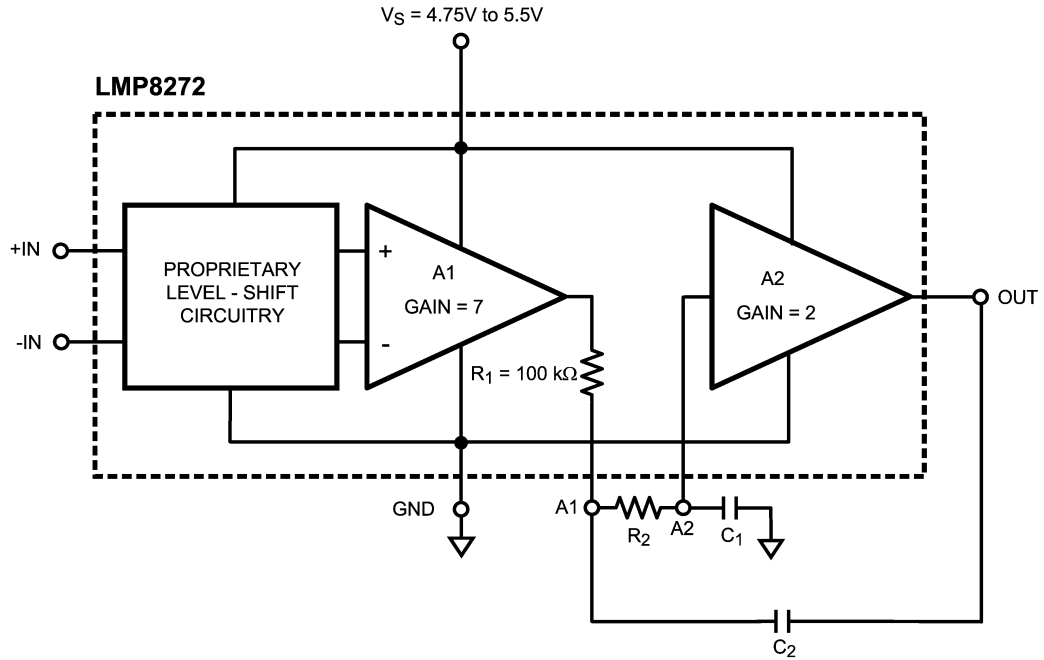 V_S = 4.75V to 5.5V
LMP8272
+IN
-IN
PROPRIETARY
LEVEL - SHIFT
CIRCUITRY
+
-
A1
GAIN = 7
R_1 = 100 kΩ
A2
GAIN = 2
OUT
GND
A1
R_2
A2
C_1
C_2